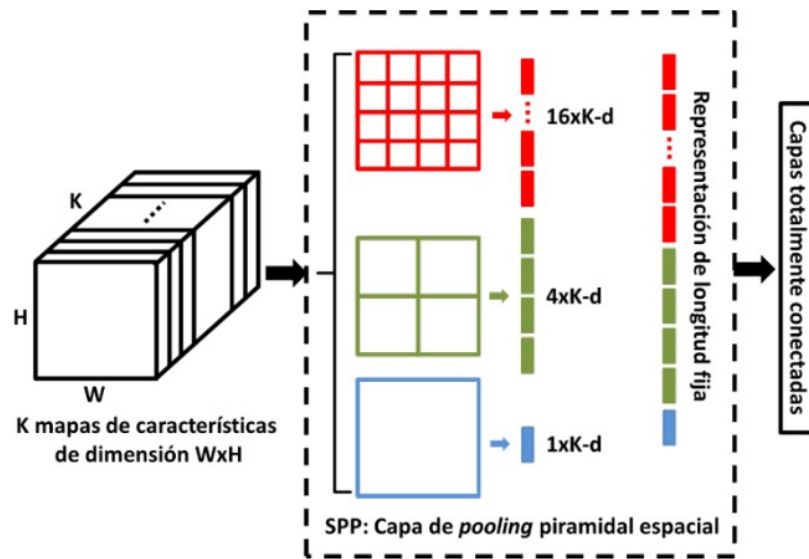 K
H
W
K mapas de características
de dimensión WxH
16xK-d
4xK-d
1xK-d
Representación de longitud fija
SPP: Capa de pooling piramidal espacial
Capas totalmente conectadas